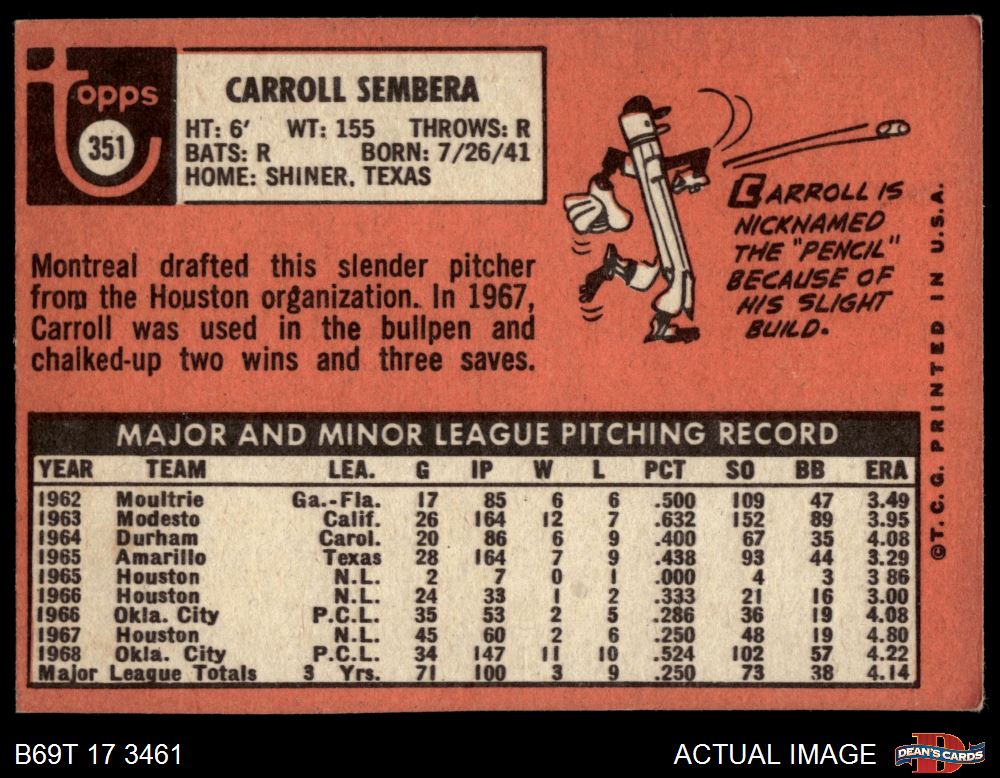 Topps
351
CARROLL SEMBERA
HT: 6' WT: 155 THROWS: R
BATS: R BORN: 7/26/41
HOME: SHINER, TEXAS
Montreal drafted this slender pitcher
from the Houston organization. In 1967,
Carroll was used in the bullpen and
chalked-up two wins and three saves.
CARROLL IS
NICKNAMED
THE "PENCIL"
BECAUSE OF
HIS SLIGHT
BUILD.
©T. C. G. PRINTED IN U.S.A.
MAJOR AND MINOR LEAGUE PITCHING RECORD
YEAR TEAM LEA. G IP W L PCT SO BB ERA
1962 Moultrie Ga.-Fla. 17 85 6 6 .500 109 47 3.49
1963 Modesto Calif. 26 164 12 7 .632 152 89 3.95
1964 Durham Carol. 20 86 6 9 .400 67 35 4.08
1965 Amarillo Texas 28 164 7 9 .438 93 44 3.29
1965 Houston N.L. 2 7 0 1 .000 4 3 3 86
1966 Houston N.L. 24 33 1 2 .333 21 16 3.00
1966 Okla. City P.C.L. 35 53 2 5 .286 36 19 4.08
1967 Houston N.L. 45 60 2 6 .250 48 19 4.80
1968 Okla. City P.C.L. 34 147 11 10 .524 102 57 4.22
Major League Totals 3 Yrs. 71 100 3 9 .250 73 38 4.14
B69T 17 3461
ACTUAL IMAGE
DEAN'S CARDS